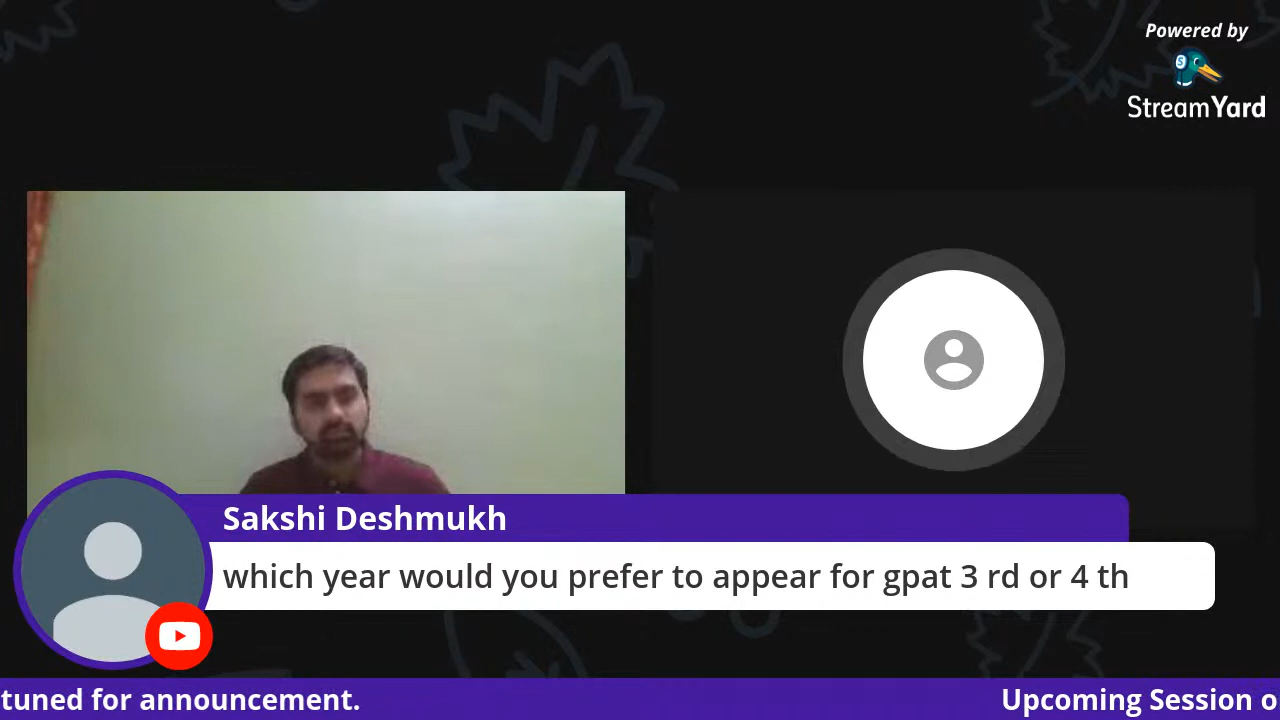 Powered by
StreamYard
Sakshi Deshmukh
which year would you prefer to appear for gpat 3 rd or 4 th
tuned for announcement.
Upcoming Session o